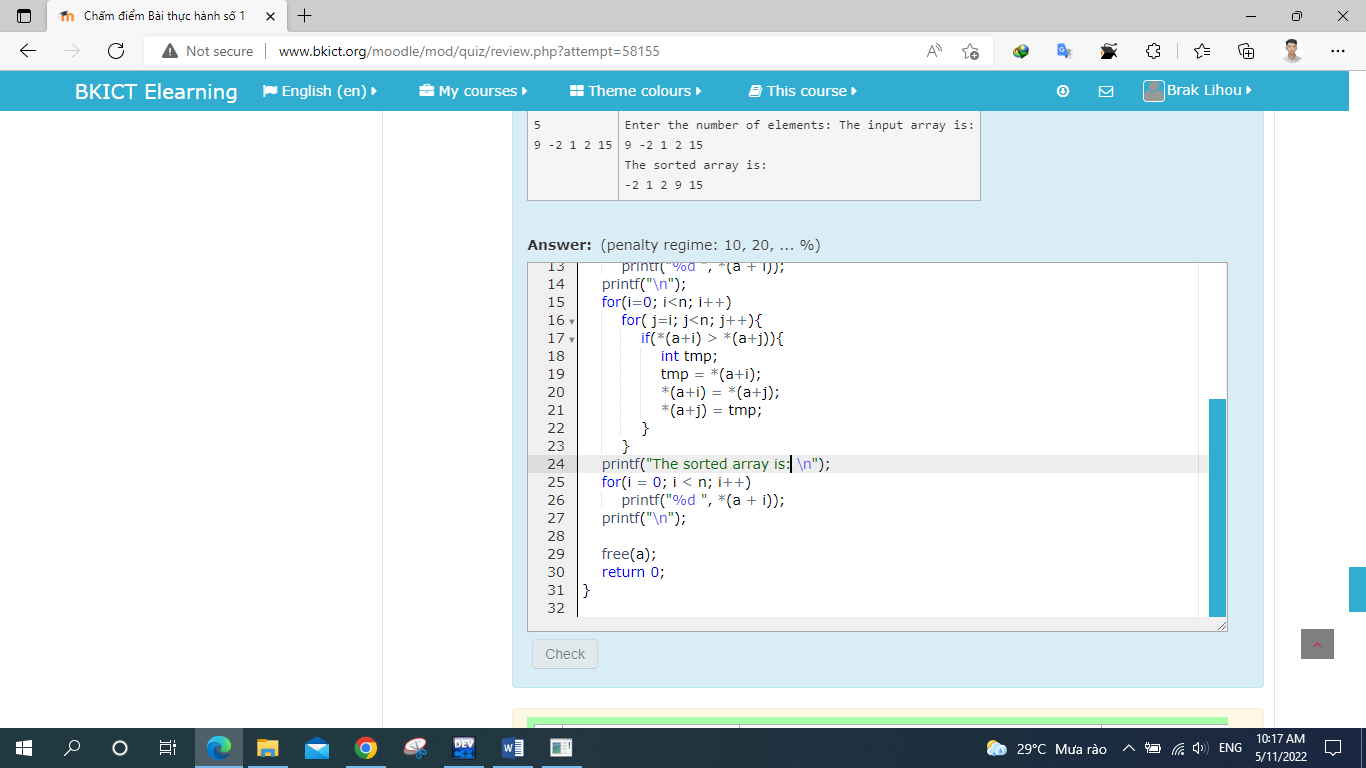 Chấm điểm Bài thực hành số 1
Not secure www.bkict.org/moodle/mod/quiz/review.php?attempt=58155
BKICT Elearning English (en) My courses Theme colours This course Brak Lihou
5 Enter the number of elements: The input array is:
9 -2 1 2 15 9 -2 1 2 15
The sorted array is:
-2 1 2 9 15
Answer: (penalty regime: 10, 20, ... %)
13 printf("%d ", *(a + i));
14 printf("\n");
15 for(i=0; i<n; i++)
16 for( j=i; j<n; j++){
17 if(*(a+i) > *(a+j)){
18 int tmp;
19 tmp = *(a+i);
20 *(a+i) = *(a+j);
21 *(a+j) = tmp;
22 }
23 }
24 printf("The sorted array is: \n");
25 for(i = 0; i < n; i++)
26 printf("%d ", *(a + i));
27 printf("\n");
28
29 free(a);
30 return 0;
31 }
32
Check
DEV
29°C Mưa rào ENG 10:17 AM
5/11/2022